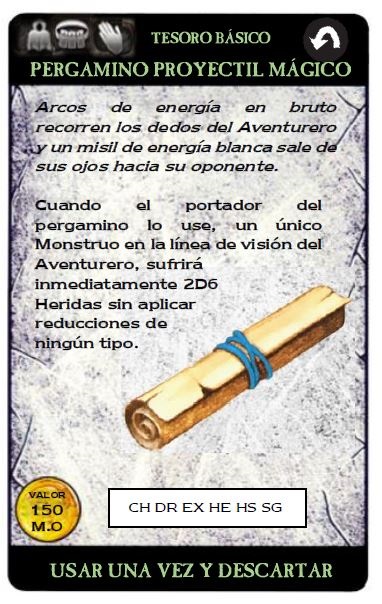 TESORO BÁSICO
PERGAMINO PROYECTIL MÁGICO
Arcos de energía en bruto
recorren los dedos del Aventurero
y un misil de energía blanca sale de
sus ojos hacia su oponente.
Cuando el portador del
pergamino lo use, un único
Monstruo en la línea de visión del
Aventurero, sufrirá
inmediatamente 2D6
Heridas sin aplicar
reducciones de
ningún tipo.
VALOR
150
M.O
CH DR EX HE HS SG
USAR UNA VEZ Y DESCARTAR